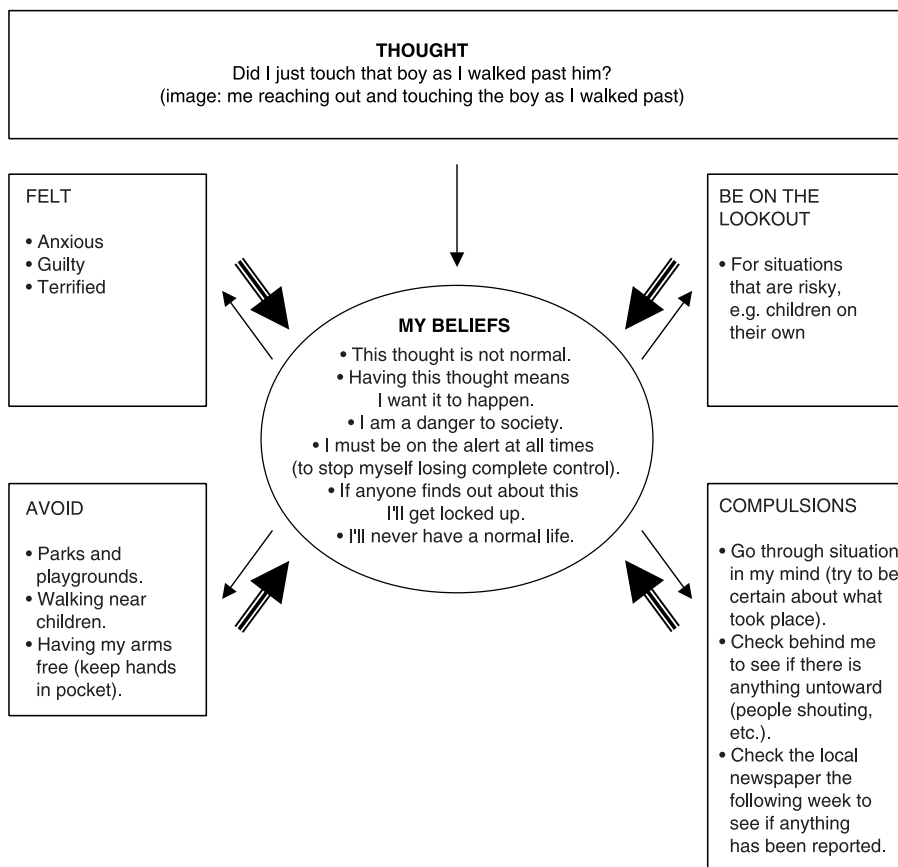 THOUGHT
Did I just touch that boy as I walked past him?
(image: me reaching out and touching the boy as I walked past)
FELT
• Anxious
• Guilty
• Terrified
BE ON THE
LOOKOUT
• For situations
that are risky,
e.g. children on
their own
MY BELIEFS
• This thought is not normal.
• Having this thought means
I want it to happen.
• I am a danger to society.
• I must be on the alert at all times
(to stop myself losing complete control).
• If anyone finds out about this
I'll get locked up.
• I'll never have a normal life.
AVOID
• Parks and
playgrounds.
• Walking near
children.
• Having my arms
free (keep hands
in pocket).
COMPULSIONS
• Go through situation
in my mind (try to be
certain about what
took place).
• Check behind me
to see if there is
anything untoward
(people shouting,
etc.).
• Check the local
newspaper the
following week to
see if anything
has been reported.